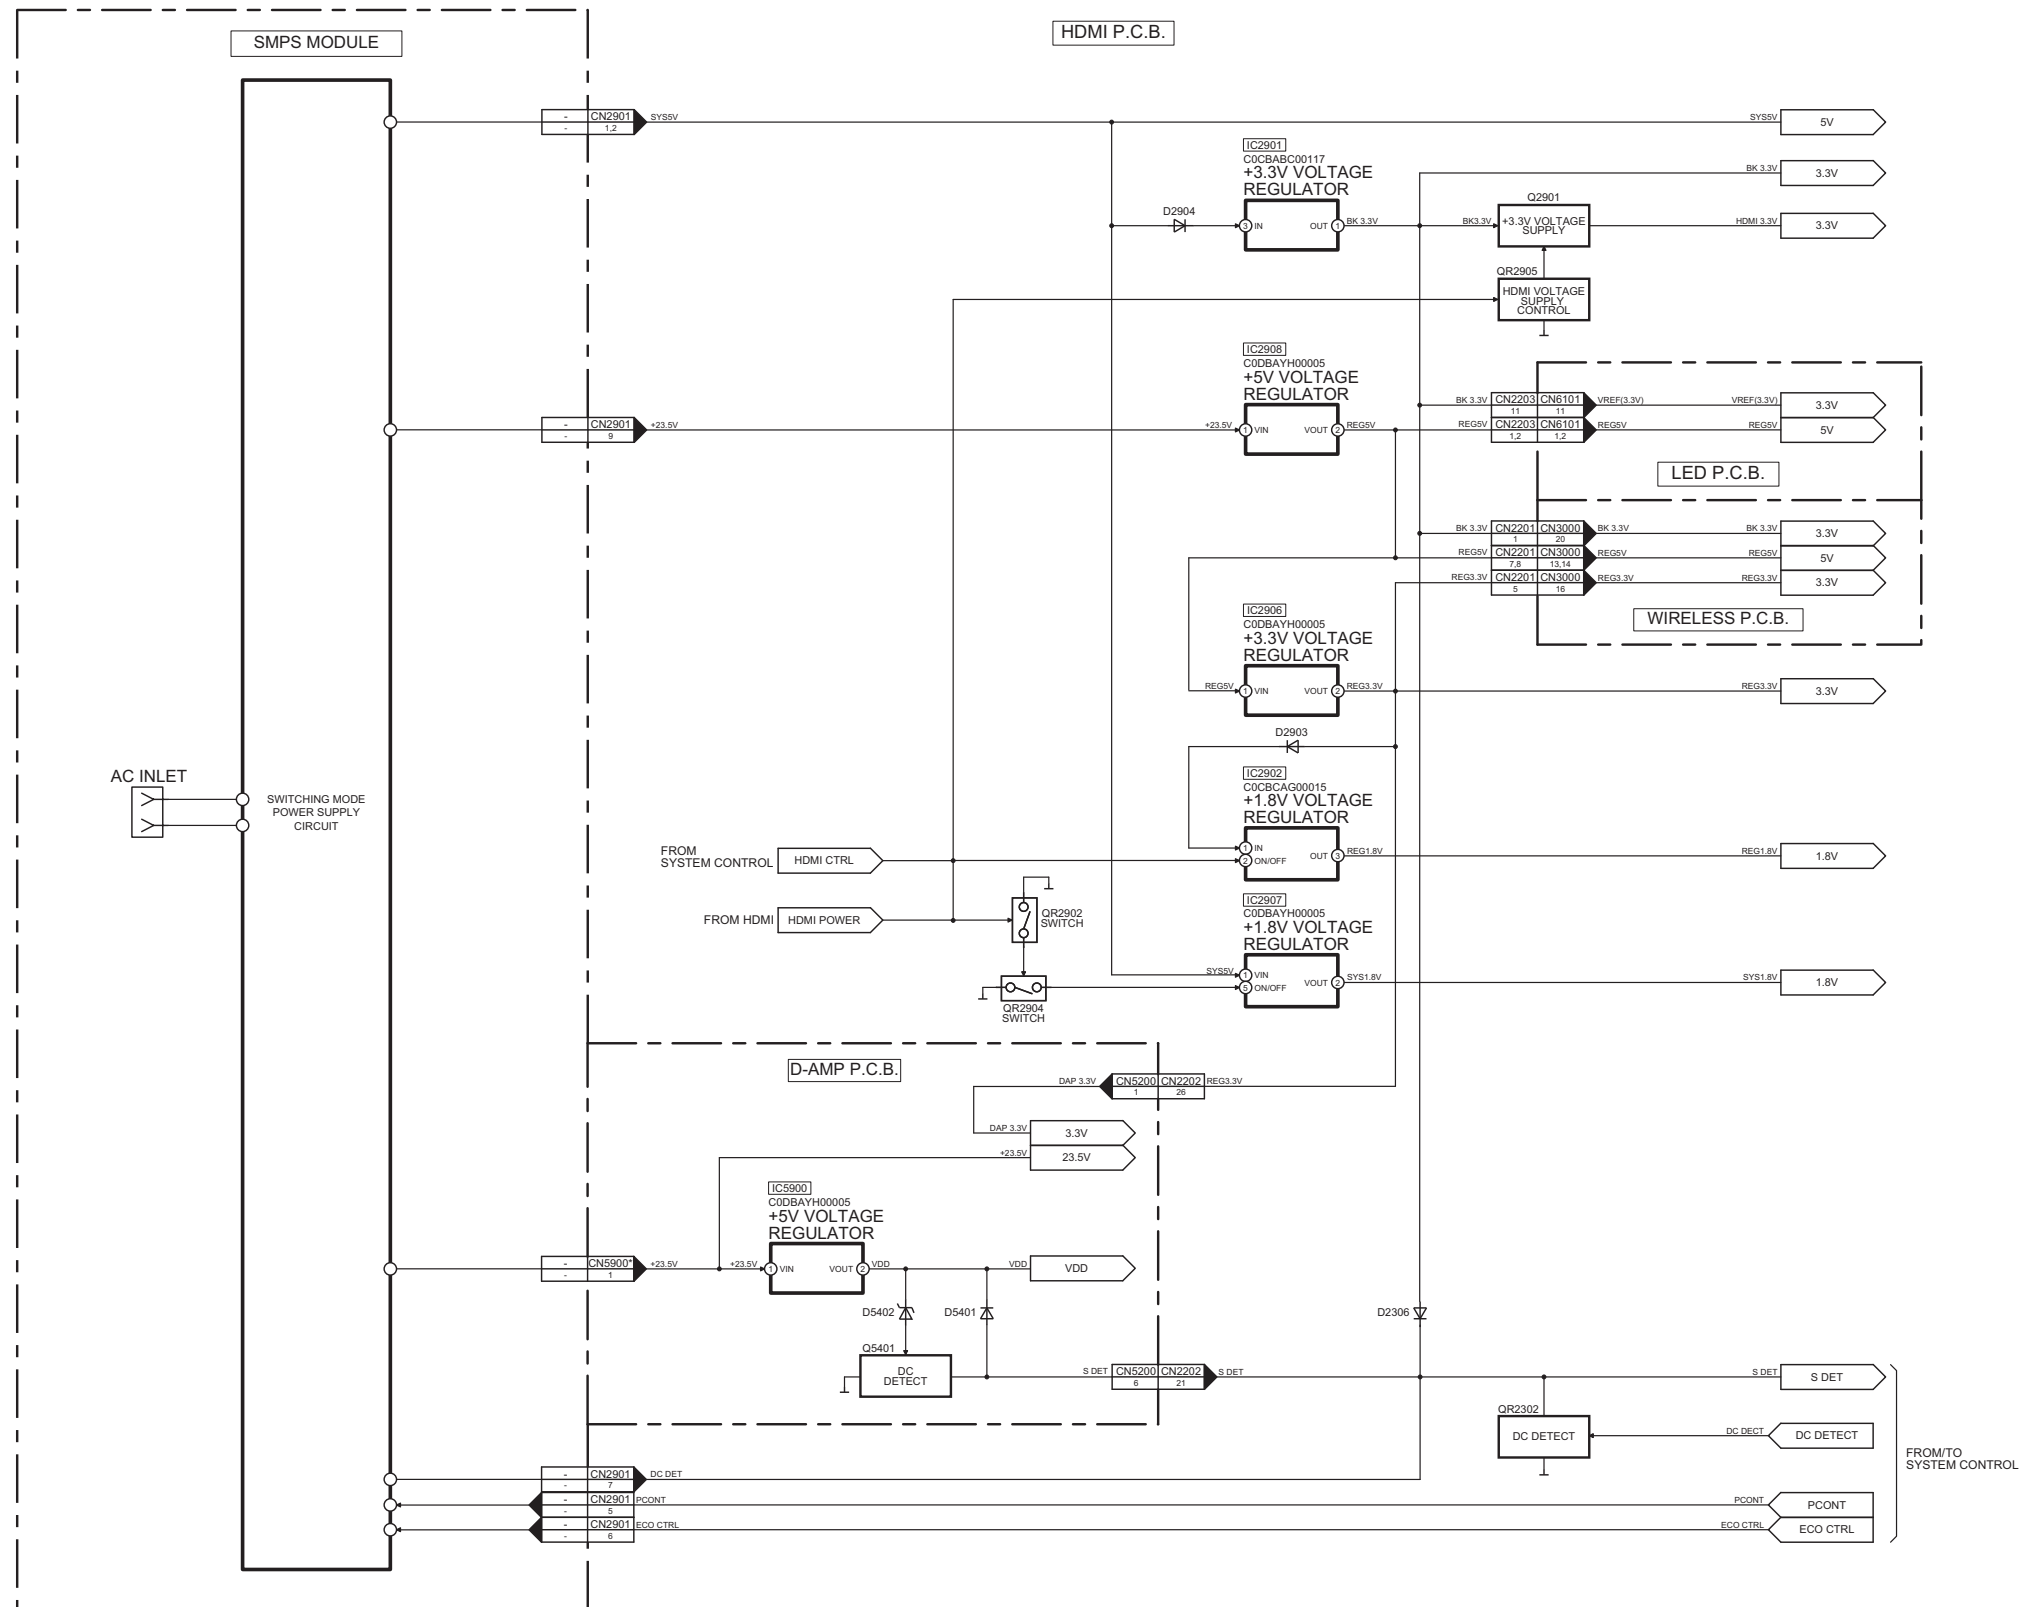 SMPS MODULE
HDMI P.C.B.
- CN2901
- 1,2
SYS5V
SYS5V
5V
IC2901
C0CBABC00117
+3.3V VOLTAGE
REGULATOR
BK 3.3V
3.3V
D2904
3 IN
OUT 1
BK 3.3V
BK3.3V
Q2901
+3.3V VOLTAGE
SUPPLY
HDMI 3.3V
3.3V
QR2905
HDMI VOLTAGE
SUPPLY
CONTROL
- CN2901
- 9
+23.5V
IC2908
C0DBAYH00005
+5V VOLTAGE
REGULATOR
+23.5V
1 VIN
VOUT 2
REG5V
BK 3.3V
CN2203 CN6101
11 11
VREF(3.3V)
VREF(3.3V)
3.3V
REG5V
CN2203 CN6101
1,2 1,2
REG5V
REG5V
5V
LED P.C.B.
BK 3.3V
CN2201 CN3000
1 20
BK 3.3V
BK 3.3V
3.3V
REG5V
CN2201 CN3000
7,8 13,14
REG5V
REG5V
5V
REG3.3V
CN2201 CN3000
5 16
REG3.3V
REG3.3V
3.3V
WIRELESS P.C.B.
IC2906
C0DBAYH00005
+3.3V VOLTAGE
REGULATOR
REG5V
1 VIN
VOUT 2
REG3.3V
REG3.3V
3.3V
D2903
AC INLET
SWITCHING MODE
POWER SUPPLY
CIRCUIT
IC2902
C0CBCAG00015
+1.8V VOLTAGE
REGULATOR
1 IN
2 ON/OFF
OUT 3
REG1.8V
REG1.8V
1.8V
FROM
SYSTEM CONTROL
HDMI CTRL
FROM HDMI
HDMI POWER
QR2902
SWITCH
IC2907
C0DBAYH00005
+1.8V VOLTAGE
REGULATOR
SYS5V
1 VIN
5 ON/OFF
VOUT 2
SYS1.8V
SYS1.8V
1.8V
QR2904
SWITCH
D-AMP P.C.B.
DAP 3.3V
CN5200 CN2202
1 26
REG3.3V
DAP 3.3V
3.3V
+23.5V
23.5V
IC5900
C0DBAYH00005
+5V VOLTAGE
REGULATOR
- CN5900*
- 1
+23.5V
+23.5V
1 VIN
VOUT 2
VDD
VDD
VDD
D5402
D5401
D2306
Q5401
DC
DETECT
S DET
CN5200 CN2202
6 21
S DET
S DET
S DET
QR2302
DC DETECT
DC DECT
DC DETECT
FROM/TO
SYSTEM CONTROL
- CN2901
- 7
DC DET
- CN2901
- 5
PCONT
PCONT
PCONT
- CN2901
- 6
ECO CTRL
ECO CTRL
ECO CTRL